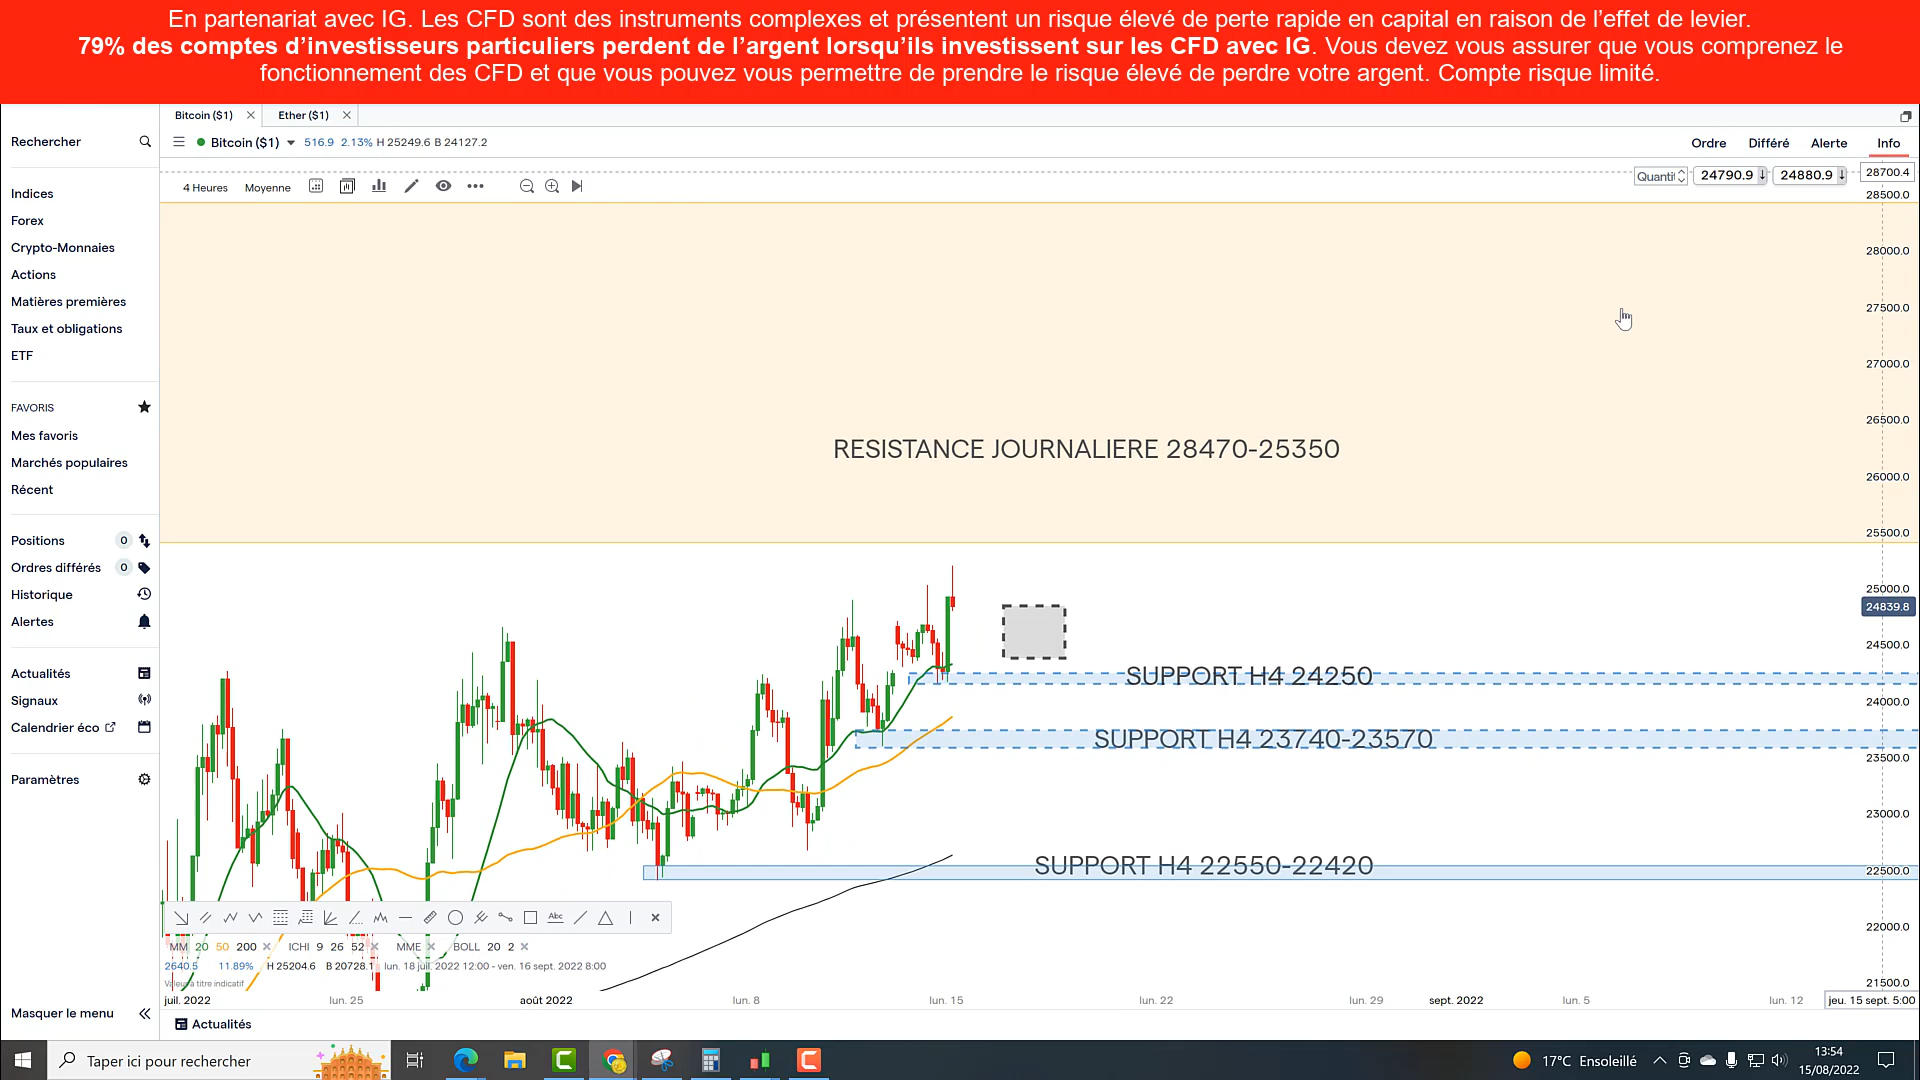 En partenariat avec IG. Les CFD sont des instruments complexes et présentent un risque élevé de perte rapide en capital en raison de l'effet de levier.
79% des comptes d'investisseurs particuliers perdent de l'argent lorsqu'ils investissent sur les CFD avec IG. Vous devez vous assurer que vous comprenez le
fonctionnement des CFD et que vous pouvez vous permettre de prendre le risque élevé de perdre votre argent. Compte risque limité.
Bitcoin ($1)
Ether ($1)
Rechercher
Bitcoin ($1) 516.9 2.13% H 25249.6 B 24127.2
Ordre Différé Alerte Info
4 Heures Moyenne
Quanti 24790.9 24880.9
28700.4
28500.0
28000.0
27500.0
27000.0
26500.0
26000.0
25500.0
25000.0
24839.8
24500.0
24000.0
23500.0
23000.0
22500.0
22000.0
21500.0
Indices
Forex
Crypto-Monnaies
Actions
Matières premières
Taux et obligations
ETF
FAVORIS
Mes favoris
Marchés populaires
Récent
Positions 0
Ordres différés 0
Historique
Alertes
Actualités
Signaux
Calendrier éco
Paramètres
Masquer le menu
RESISTANCE JOURNALIERE 28470-25350
SUPPORT H4 24250
SUPPORT H4 23740-23570
SUPPORT H4 22550-22420
Abc
MM 20 50 200 ICHI 9 26 52 MME BOLL 20 2
2640.5 11.89% H 25204.6 B 20728.1 lun. 18 juil. 2022 12:00 - ven. 16 sept. 2022 8:00
Valeur à titre indicatif
juil. 2022 lun. 25 août 2022 lun. 8 lun. 15 lun. 22 lun. 29 sept. 2022 lun. 5 lun. 12 jeu. 15 sept. 5:00
Actualités
Taper ici pour rechercher
17°C Ensoleillé
13:54
15/08/2022